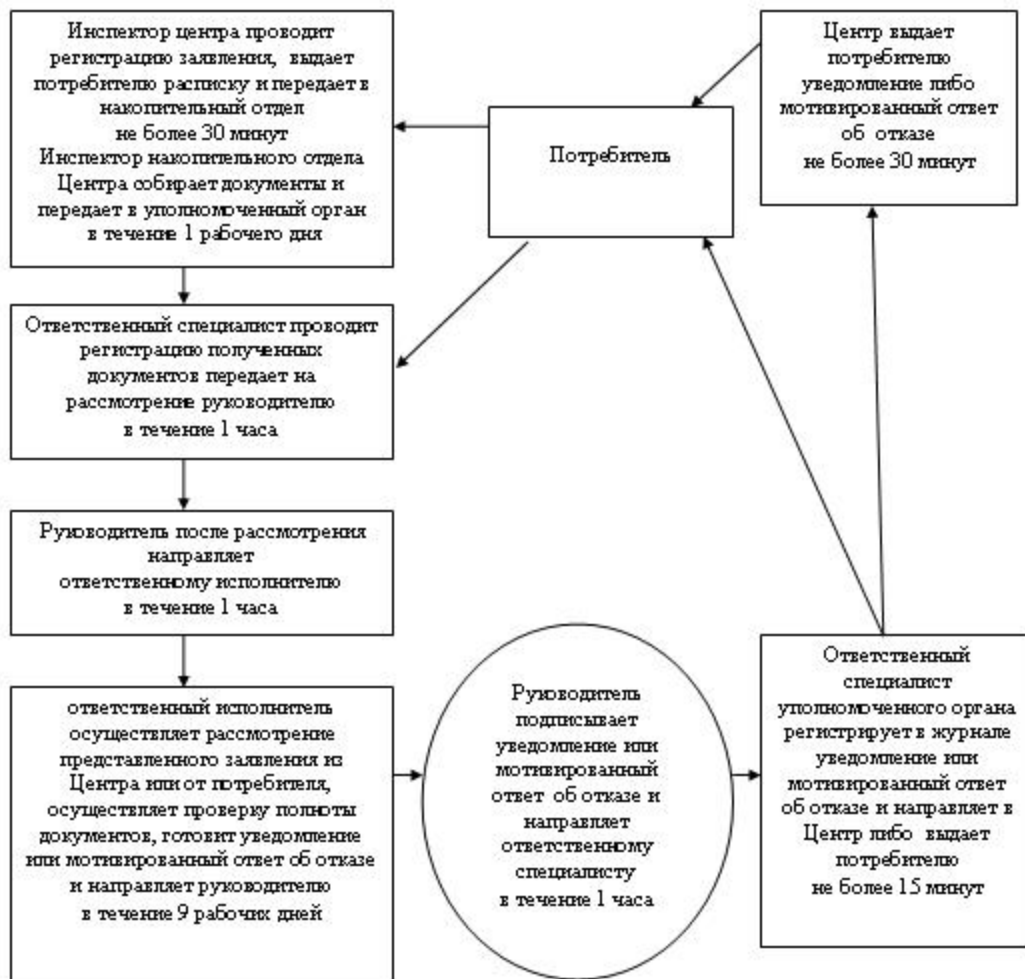 Инспектор центра проводит
регистрацию заявления, выдает
потребителю расписку и передает в
накопительный отдел
не более 30 минут
Инспектор накопительного отдела
Центра собирает документы и
передает в уполномоченный орган
в течение 1 рабочего дня
Потребитель
Центр выдает
потребителю
уведомление либо
мотивированный ответ
об отказе
не более 30 минут
Ответственный специалист проводит
регистрацию полученных
документов передает на
рассмотрение руководителю
в течение 1 часа
Руководитель после рассмотрения
направляет
ответственному исполнителю
в течение 1 часа
ответственный исполнитель
осуществляет рассмотрение
представленного заявления из
Центра или от потребителя,
осуществляет проверку полноты
документов, готовит уведомление
или мотивированный ответ об отказе
и направляет руководителю
в течение 9 рабочих дней
Руководитель
подписывает
уведомление или
мотивированный
ответ об отказе и
направляет
ответственному
специалисту
в течение 1 часа
Ответственный
специалист
уполномоченного органа
регистрирует в журнале
уведомление или
мотивированный ответ
об отказе и направляет в
Центр либо выдает
потребителю
не более 15 минут